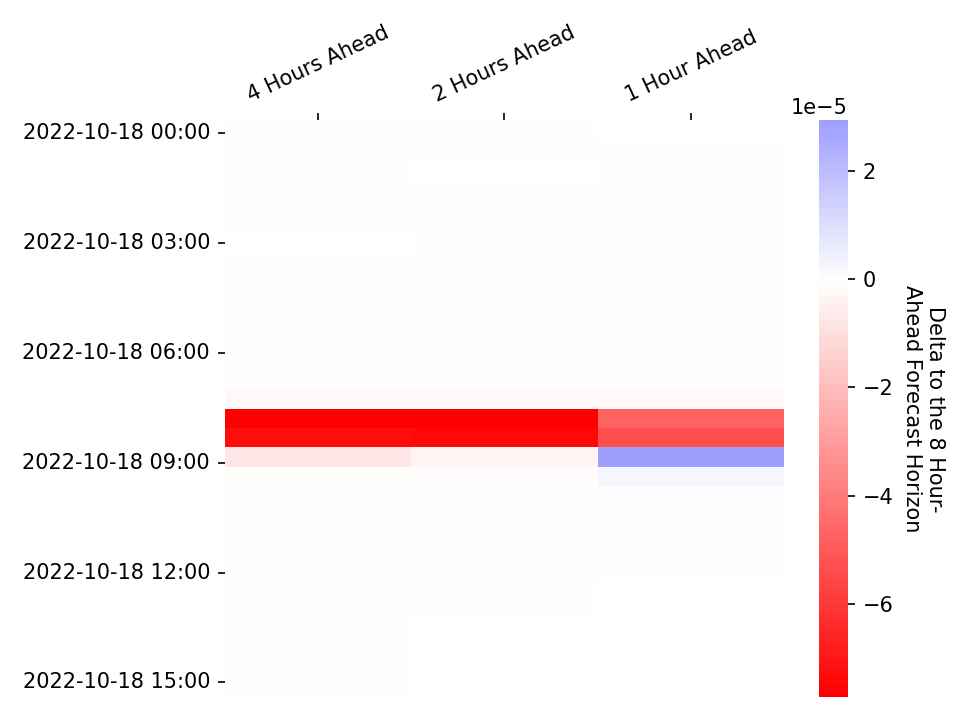 4 Hours Ahead
2 Hours Ahead
1 Hour Ahead
2022-10-18 00:00
2022-10-18 03:00
2022-10-18 06:00
2022-10-18 09:00
2022-10-18 12:00
2022-10-18 15:00
1e−5
2
0
−2
−4
−6
Delta to the 8 Hour-
Ahead Forecast Horizon